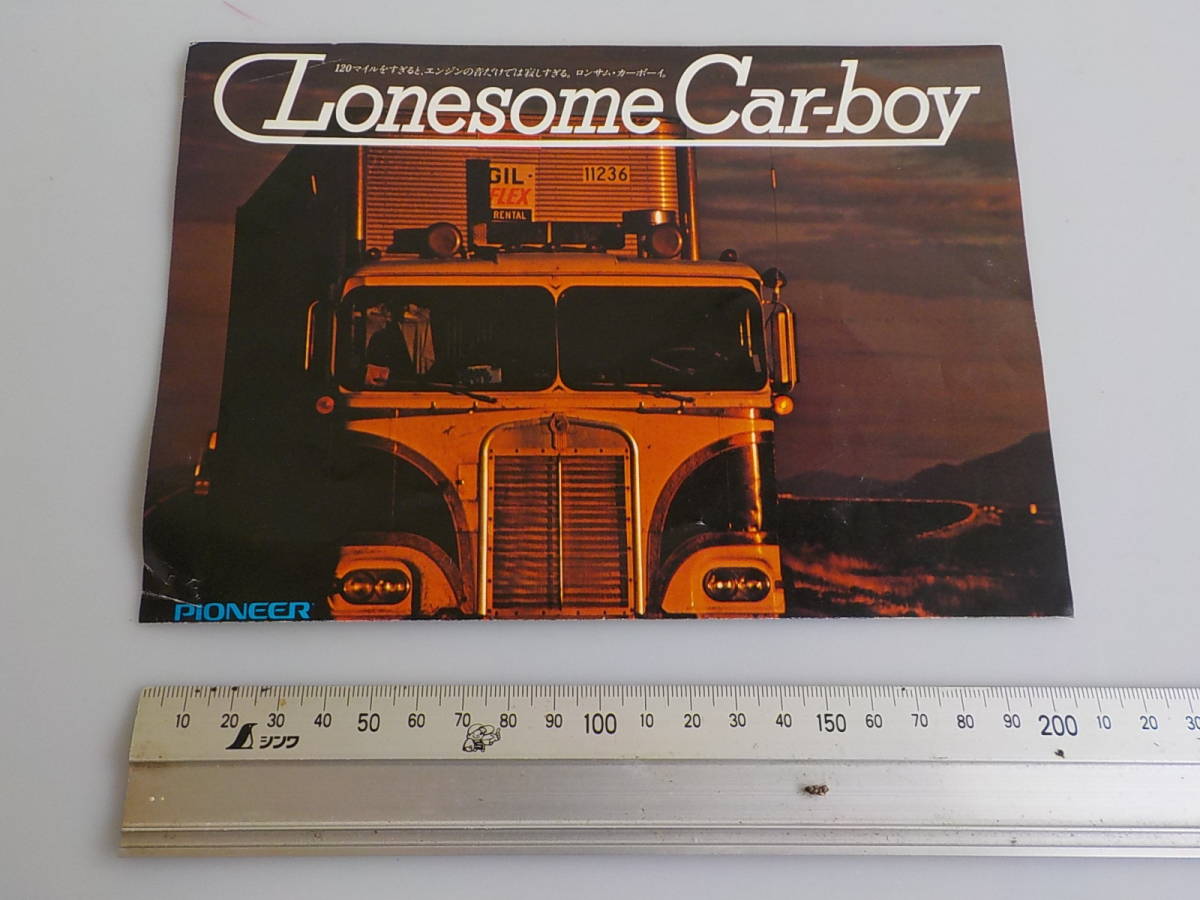 120マイルをすぎると、エンジンの音だけでは寂しすぎる。ロンサム・カーボーイ。
Lonesome Car-boy
GIL·
FLEX
RENTAL
11236
PIONEER
10 20 30 40 50 60 70 80 90 100 10 20 30 40 150 60 70 80 90 200 10 20 30
シンワ